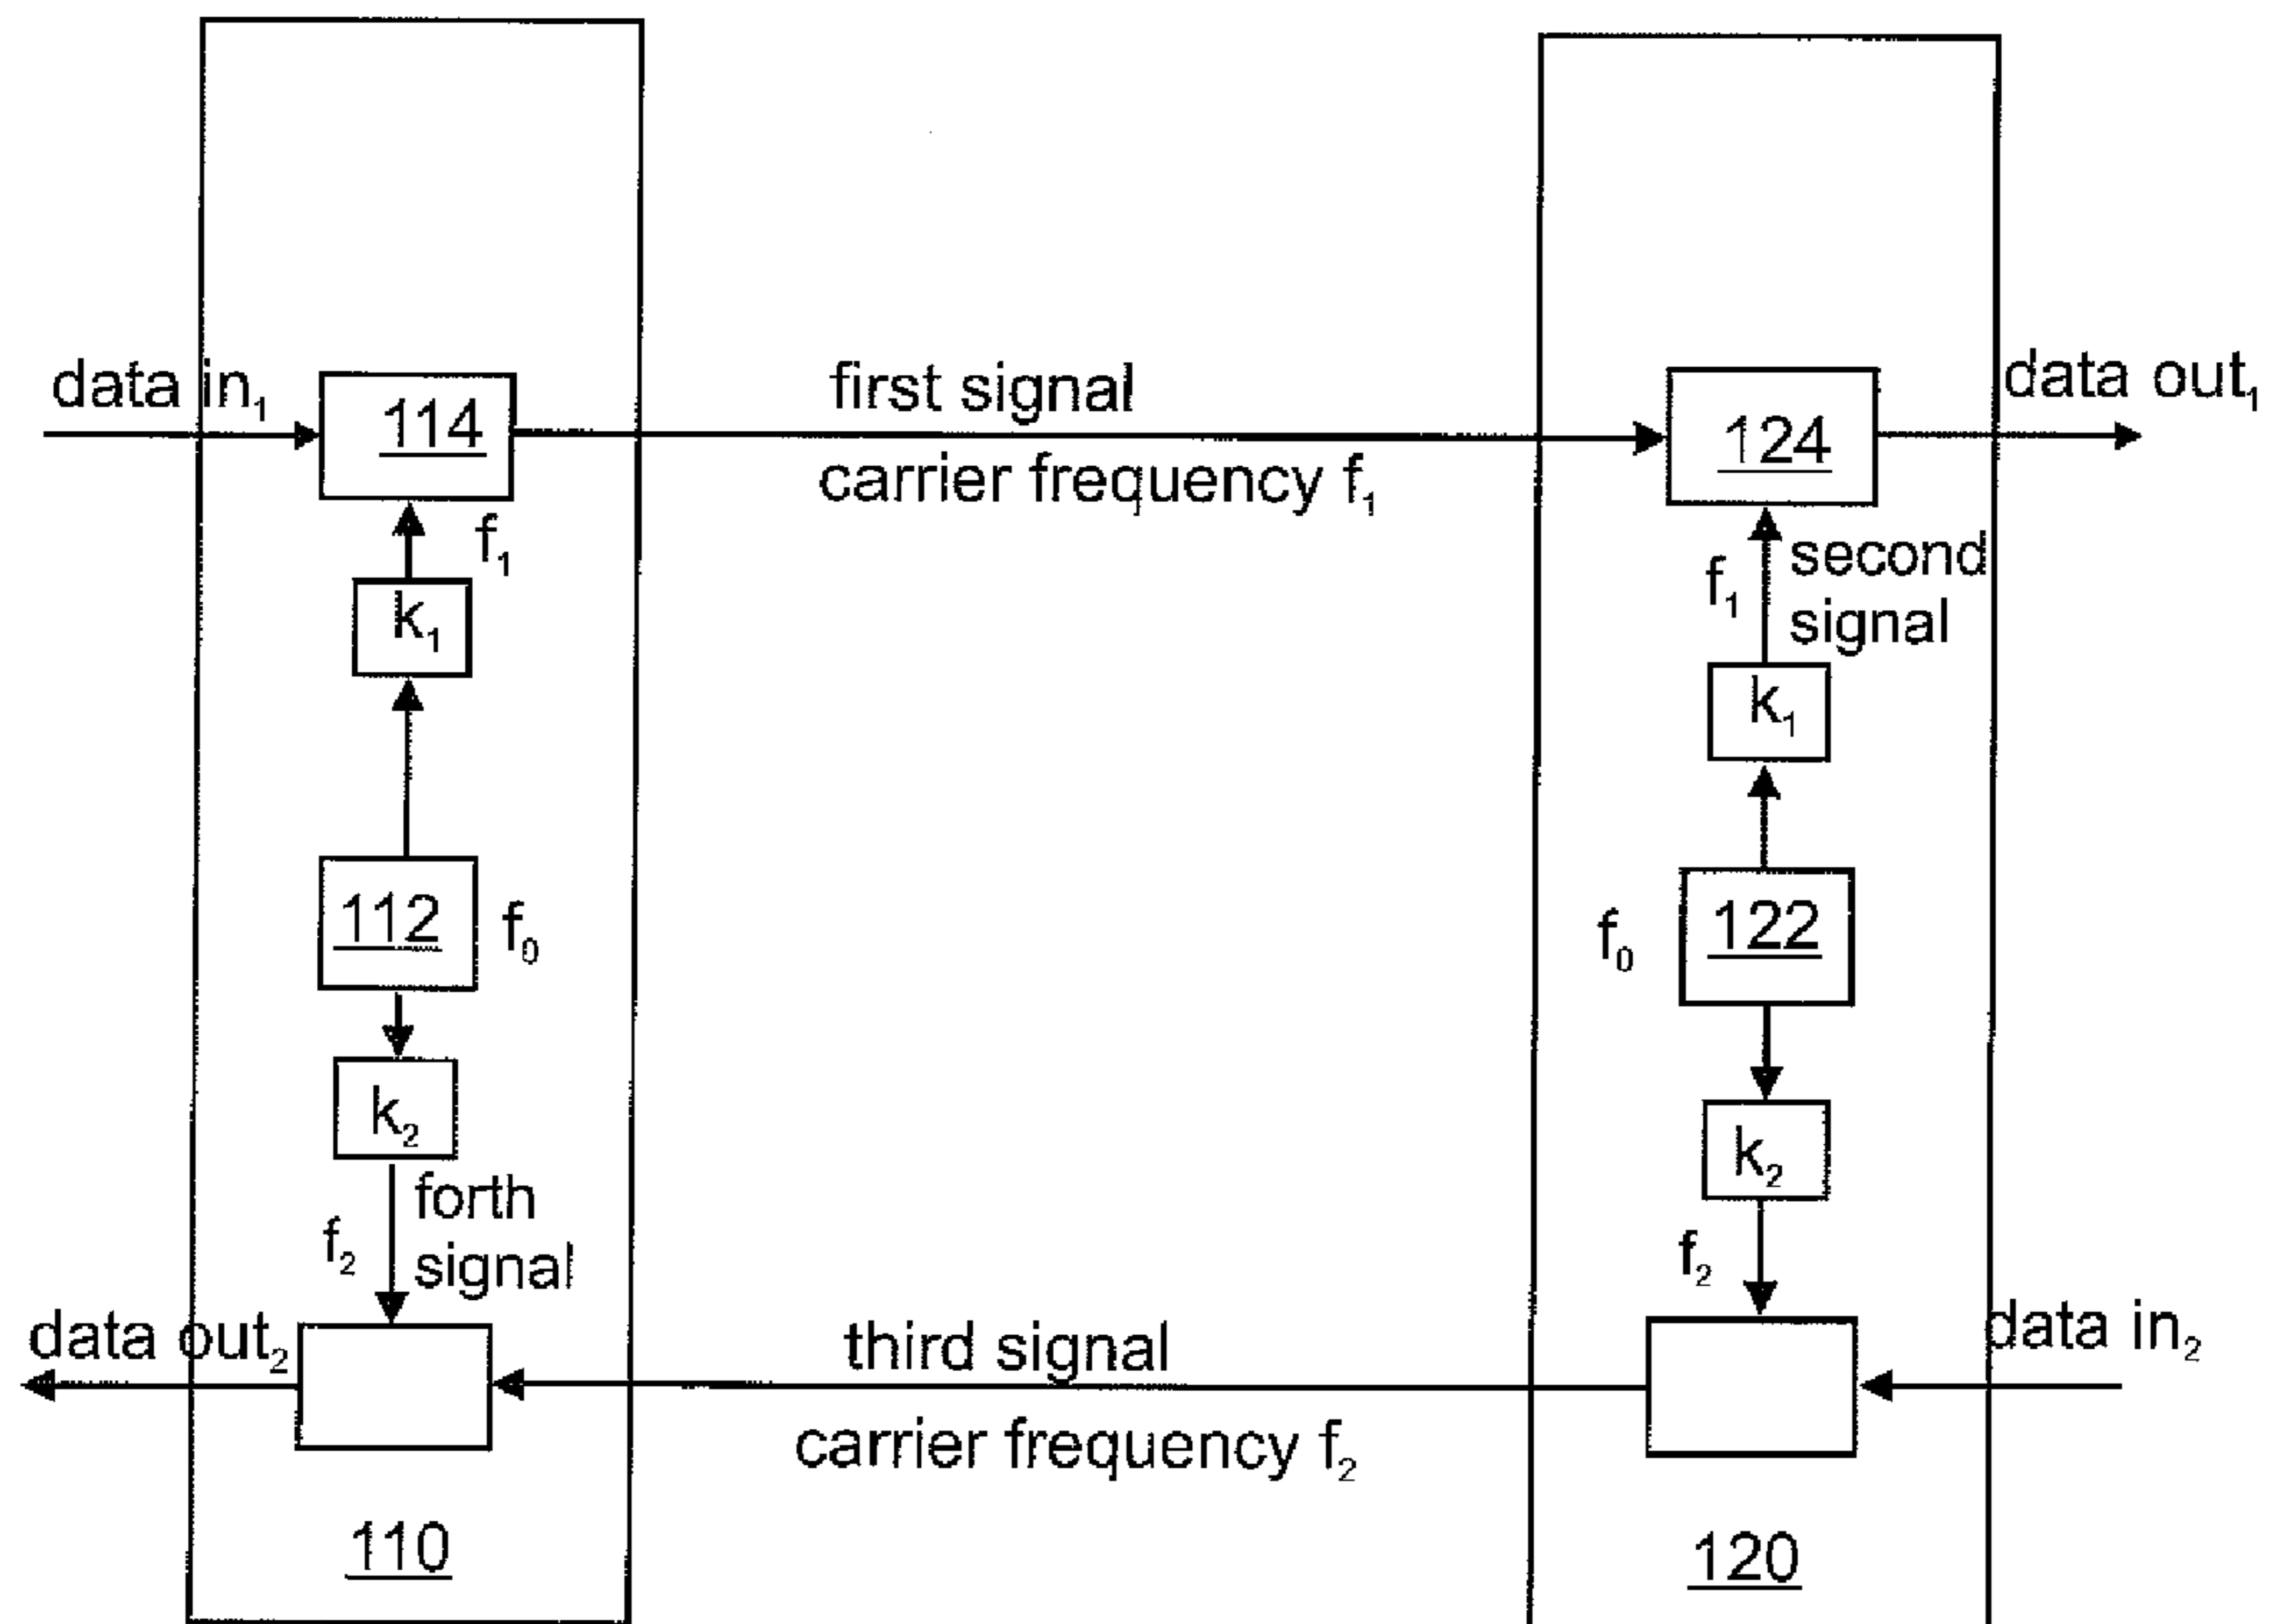 data in₁
114
first signal
carrier frequency f₁
124
data out₁
f₁
k₁
f₁
second
signal
k₁
112
f₀
f₀
122
k₂
forth
signal
f₂
k₂
f₂
data out₂
third signal
carrier frequency f₂
data in₂
110
120